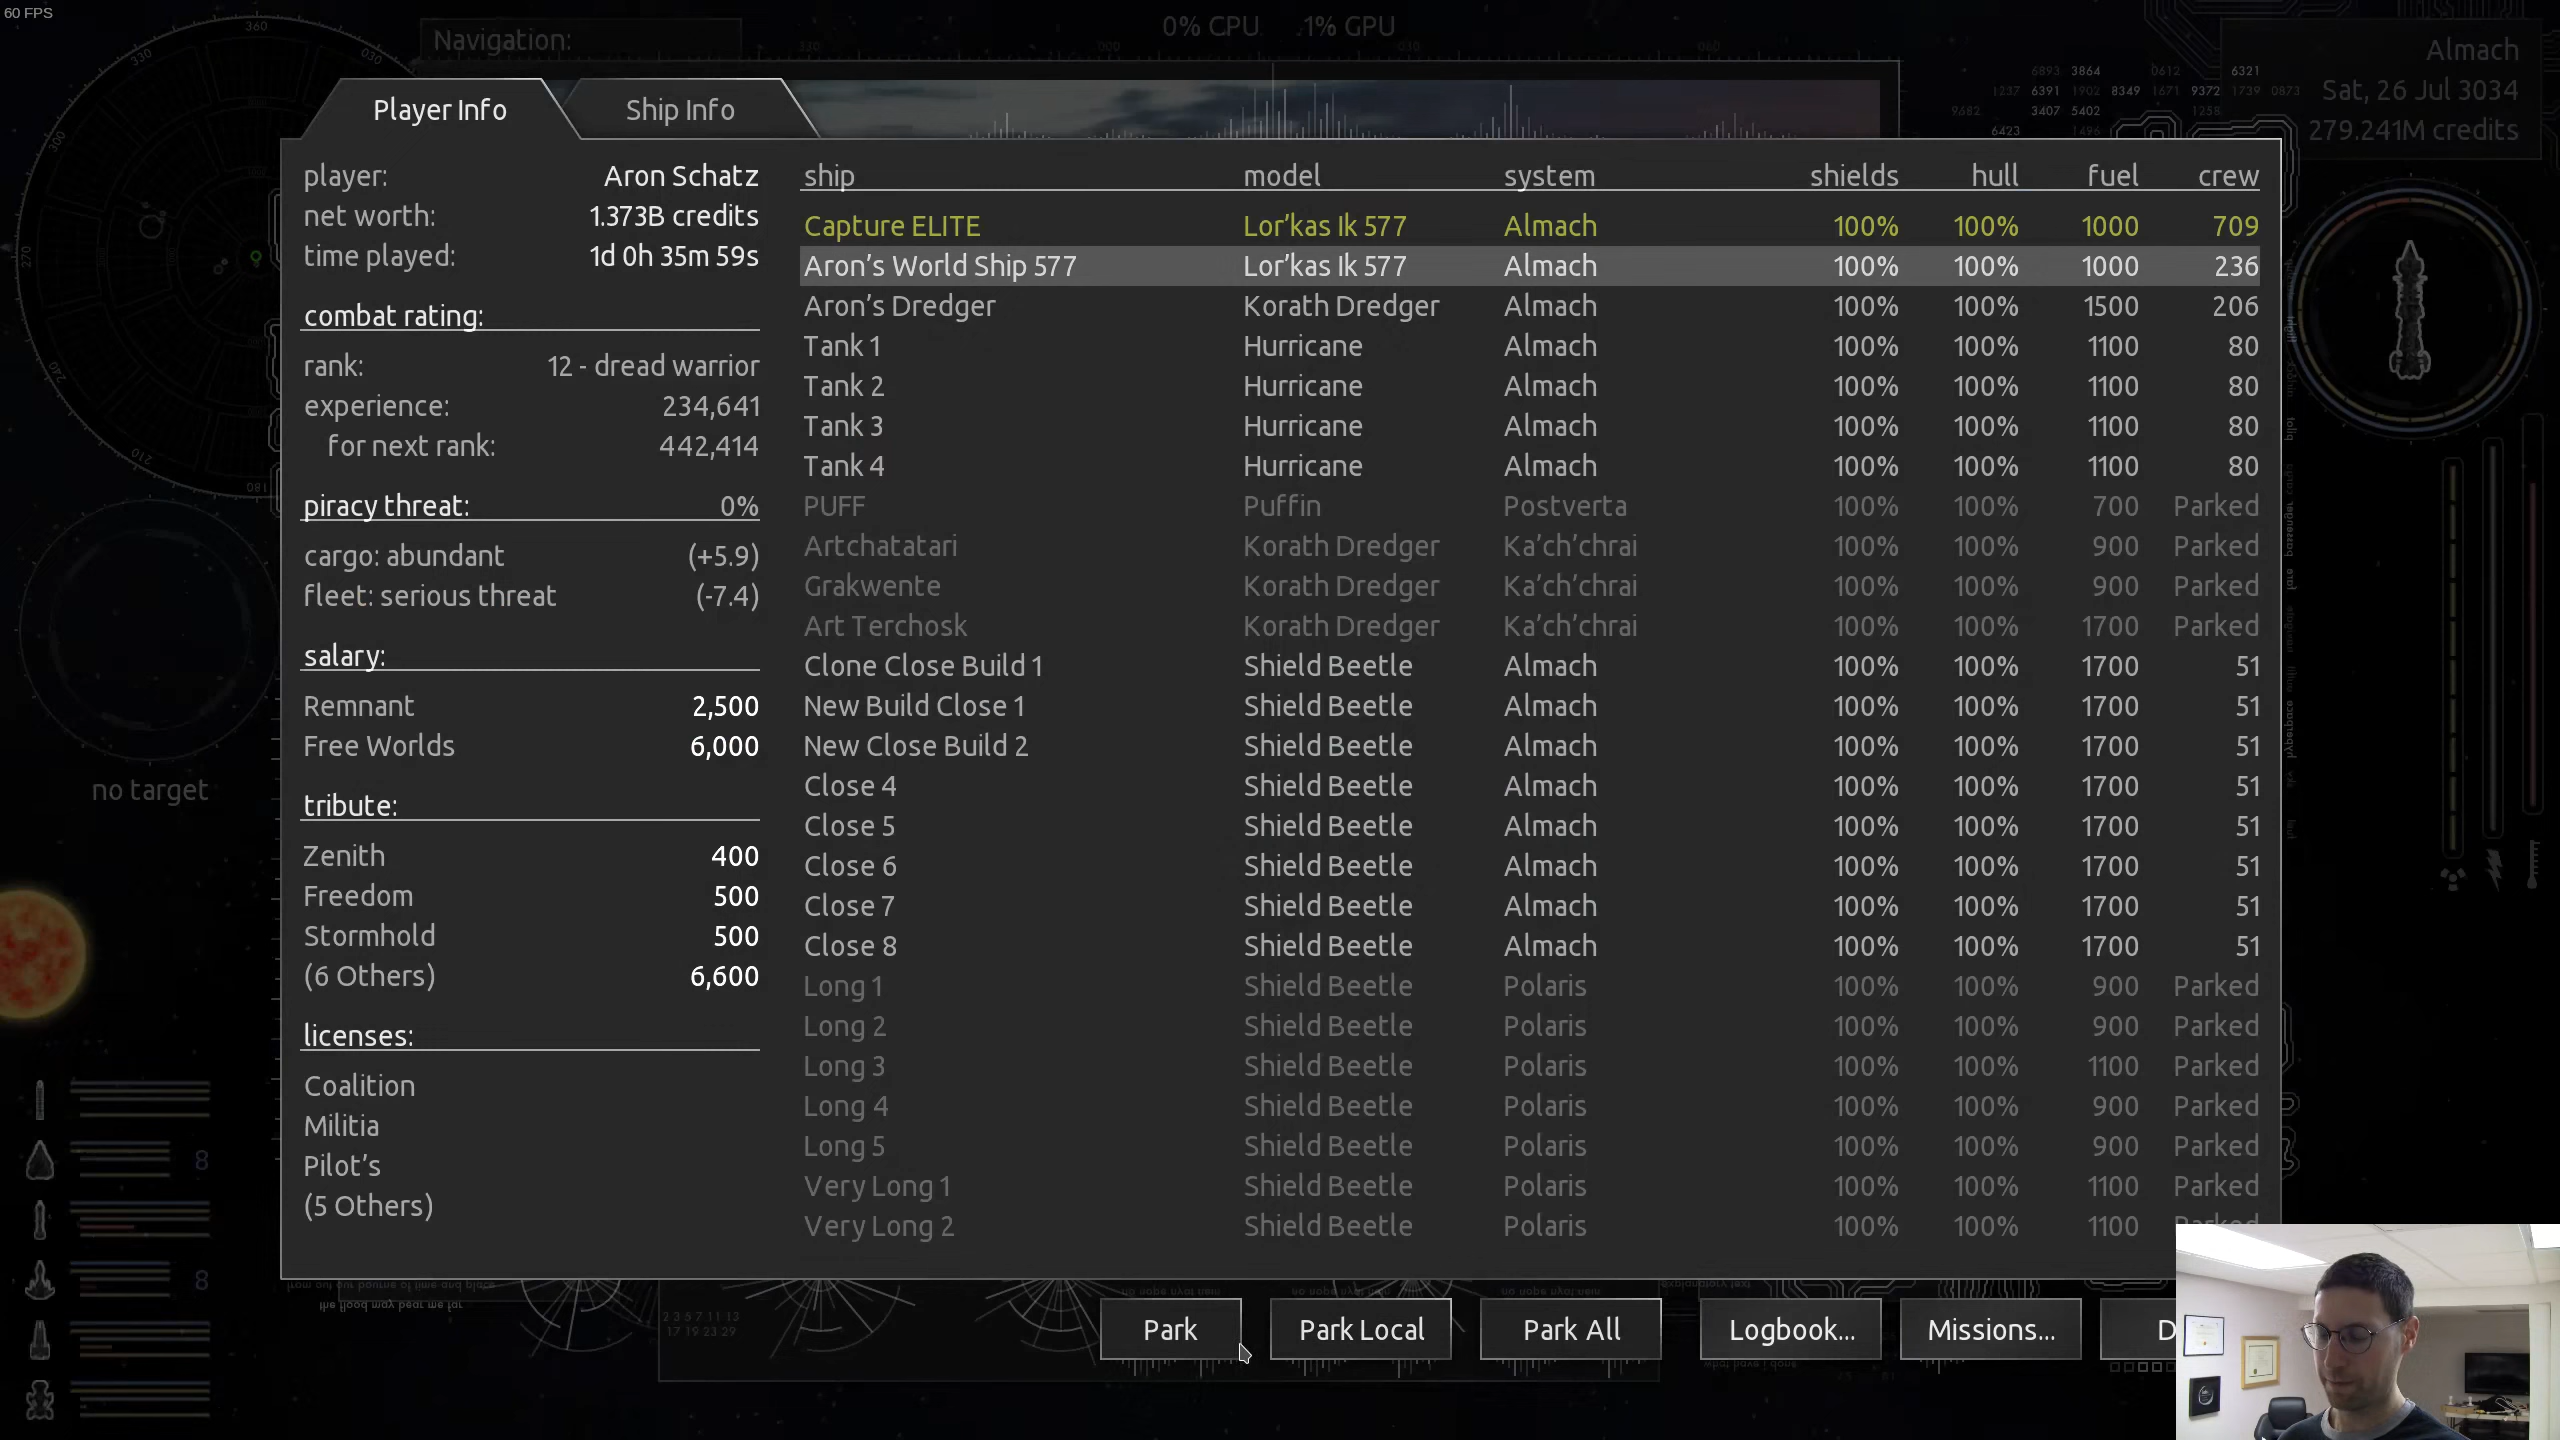 60 FPS
0% CPU 1% GPU
Navigation:
Almach
Sat, 26 Jul 3034
279.241M credits
Player Info
Ship Info
player: Aron Schatz
net worth: 1.373B credits
time played: 1d 0h 35m 59s
combat rating:
rank: 12 - dread warrior
experience: 234,641
for next rank: 442,414
piracy threat: 0%
cargo: abundant (+5.9)
fleet: serious threat (-7.4)
salary:
Remnant 2,500
Free Worlds 6,000
tribute:
Zenith 400
Freedom 500
Stormhold 500
(6 Others) 6,600
licenses:
Coalition
Militia
Pilot's
(5 Others)
ship model system shields hull fuel crew
Capture ELITE Lor'kas Ik 577 Almach 100% 100% 1000 709
Aron's World Ship 577 Lor'kas Ik 577 Almach 100% 100% 1000 236
Aron's Dredger Korath Dredger Almach 100% 100% 1500 206
Tank 1 Hurricane Almach 100% 100% 1100 80
Tank 2 Hurricane Almach 100% 100% 1100 80
Tank 3 Hurricane Almach 100% 100% 1100 80
Tank 4 Hurricane Almach 100% 100% 1100 80
PUFF Puffin Postverta 100% 100% 700 Parked
Artchatatari Korath Dredger Ka'ch'chrai 100% 100% 900 Parked
Grakwente Korath Dredger Ka'ch'chrai 100% 100% 900 Parked
Art Terchosk Korath Dredger Ka'ch'chrai 100% 100% 1700 Parked
Clone Close Build 1 Shield Beetle Almach 100% 100% 1700 51
New Build Close 1 Shield Beetle Almach 100% 100% 1700 51
New Close Build 2 Shield Beetle Almach 100% 100% 1700 51
Close 4 Shield Beetle Almach 100% 100% 1700 51
Close 5 Shield Beetle Almach 100% 100% 1700 51
Close 6 Shield Beetle Almach 100% 100% 1700 51
Close 7 Shield Beetle Almach 100% 100% 1700 51
Close 8 Shield Beetle Almach 100% 100% 1700 51
Long 1 Shield Beetle Polaris 100% 100% 900 Parked
Long 2 Shield Beetle Polaris 100% 100% 900 Parked
Long 3 Shield Beetle Polaris 100% 100% 1100 Parked
Long 4 Shield Beetle Polaris 100% 100% 900 Parked
Long 5 Shield Beetle Polaris 100% 100% 900 Parked
Very Long 1 Shield Beetle Polaris 100% 100% 1100 Parked
Very Long 2 Shield Beetle Polaris 100% 100% 1100
no target
8
8
Park
Park Local
Park All
Logbook...
Missions...
D